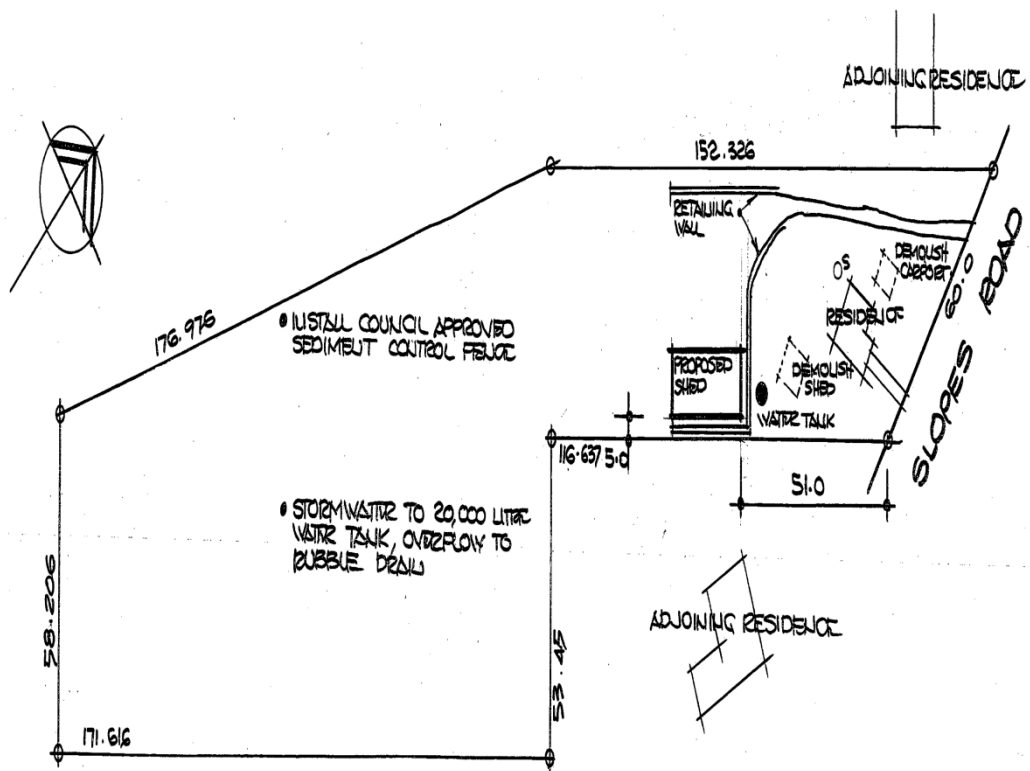 ADJOINING RESIDENCE
152.326
RETAINING
WALL
S
DEMOLISH
CARPORT
60.0
SLOPES ROAD
RESIDENCE
176.976
• INSTALL COUNCIL APPROVED
SEDIMENT CONTROL FENCE
PROPOSED
SHED
DEMOLISH
SHED
WATER TANK
116.637
5.0
51.0
• STORMWATER TO 20,000 LITRE
WATER TANK, OVERFLOW TO
RUBBLE DRAIN
58.206
53.45
ADJOINING RESIDENCE
171.616